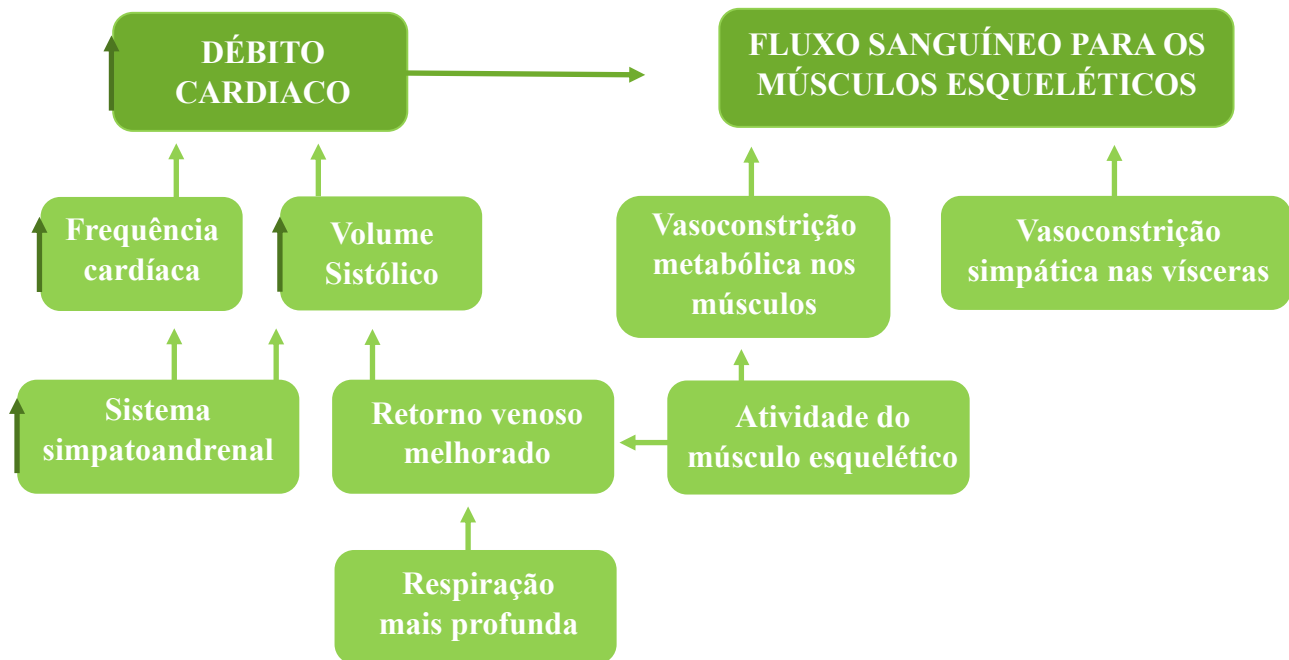 DÉBITO
CARDIACO
FLUXO SANGUÍNEO PARA OS
MÚSCULOS ESQUELÉTICOS
Frequência
cardíaca
Volume
Sistólico
Vasoconstrição
metabólica nos
músculos
Vasoconstrição
simpática nas vísceras
Sistema
simpatoandrenal
Retorno venoso
melhorado
Atividade do
músculo esquelético
Respiração
mais profunda